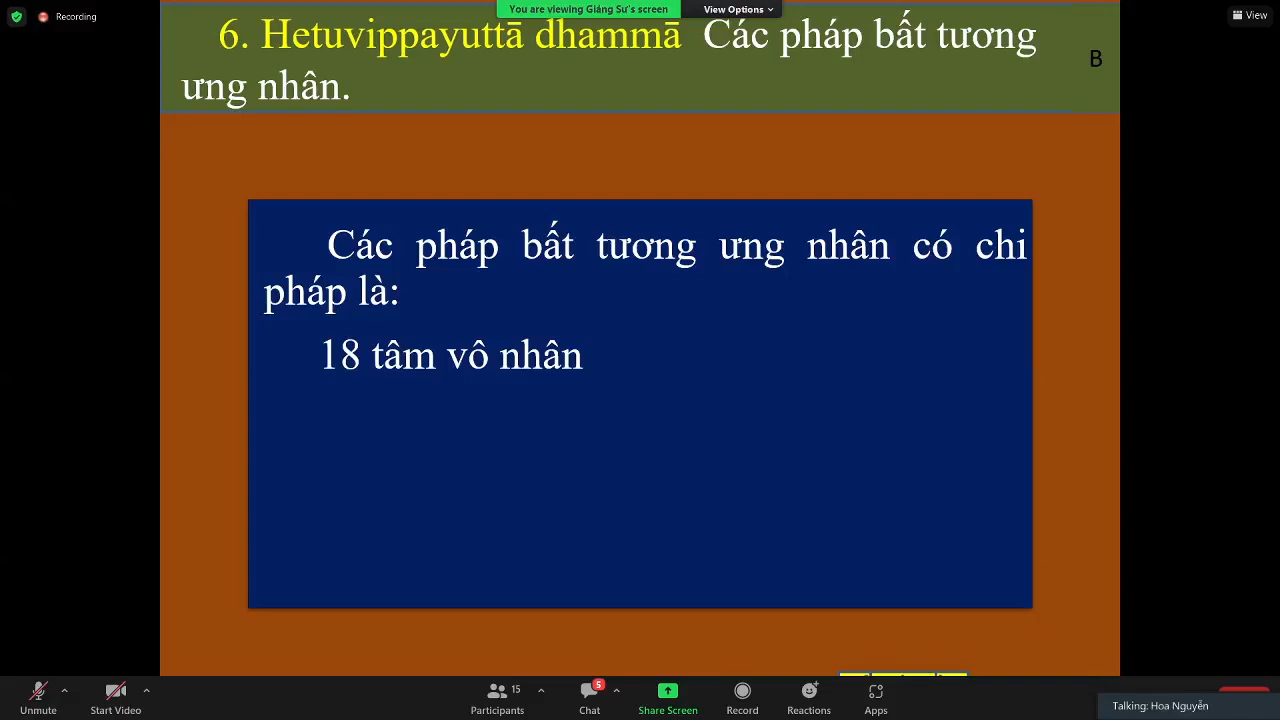 You are viewing Giảng Sư's screen
View Options
View
Recording
6. Hetuvippayuttā dhammā Các pháp bất tương
ưng nhân.
B
Các pháp bất tương ưng nhân có chi
pháp là:
18 tâm vô nhân
Unmute
Start Video
15
Participants
5
Chat
Share Screen
Record
Reactions
Apps
Talking: Hoa Nguyễn